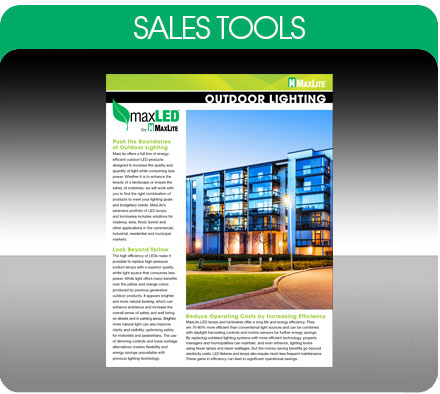 SALES TOOLS
MAXLITE
OUTDOOR LIGHTING
maxLED
by MAXLITE
Push the Boundaries
of Outdoor Lighting
MaxLite offers a full line of energy-
efficient outdoor LED products
designed to increase the quality and
quantity of light while consuming less
power. Whether it is to enhance the
beauty of a landscape or ensure the
safety of motorists, we will work with
you to find the right combination of
products to meet your lighting goals
and budgetary needs. MaxLite's
extensive portfolio of LED lamps
and luminaires includes solutions for
roadway, area, flood, tunnel and
other applications in the commercial,
industrial, residential and municipal
markets.
Look Beyond Yellow
The high efficiency of LEDs make it
possible to replace high-pressure
sodium lamps with a superior quality,
white light source that consumes less
power. White light offers many benefits
over the yellow and orange colors
produced by previous generation
outdoor products. It appears brighter
and more natural looking, which can
enhance ambience and increase the
overall sense of safety and well being
on streets and in parking areas. Brighter,
more natural light can also improve
clarity and visibility, optimizing safety
for motorists and pedestrians. The use
of dimming controls and lower wattage
alternatives creates flexibility and
energy savings unavailable with
previous lighting technology.
Reduce Operating Costs by Increasing Efficiency
MaxLite LED lamps and luminaires offer a long life and energy efficiency. They
are 70-80% more efficient than conventional light sources and can be combined
with daylight harvesting controls and motion sensors for further energy savings.
By replacing outdoor lighting systems with more efficient technology, property
managers and municipalities can maintain, and even enhance, lighting levels
using fewer lamps and lower wattages. But the money saving benefits go beyond
electricity costs; LED fixtures and lamps also require much less frequent maintenance.
These gains in efficiency can lead to significant operational savings.